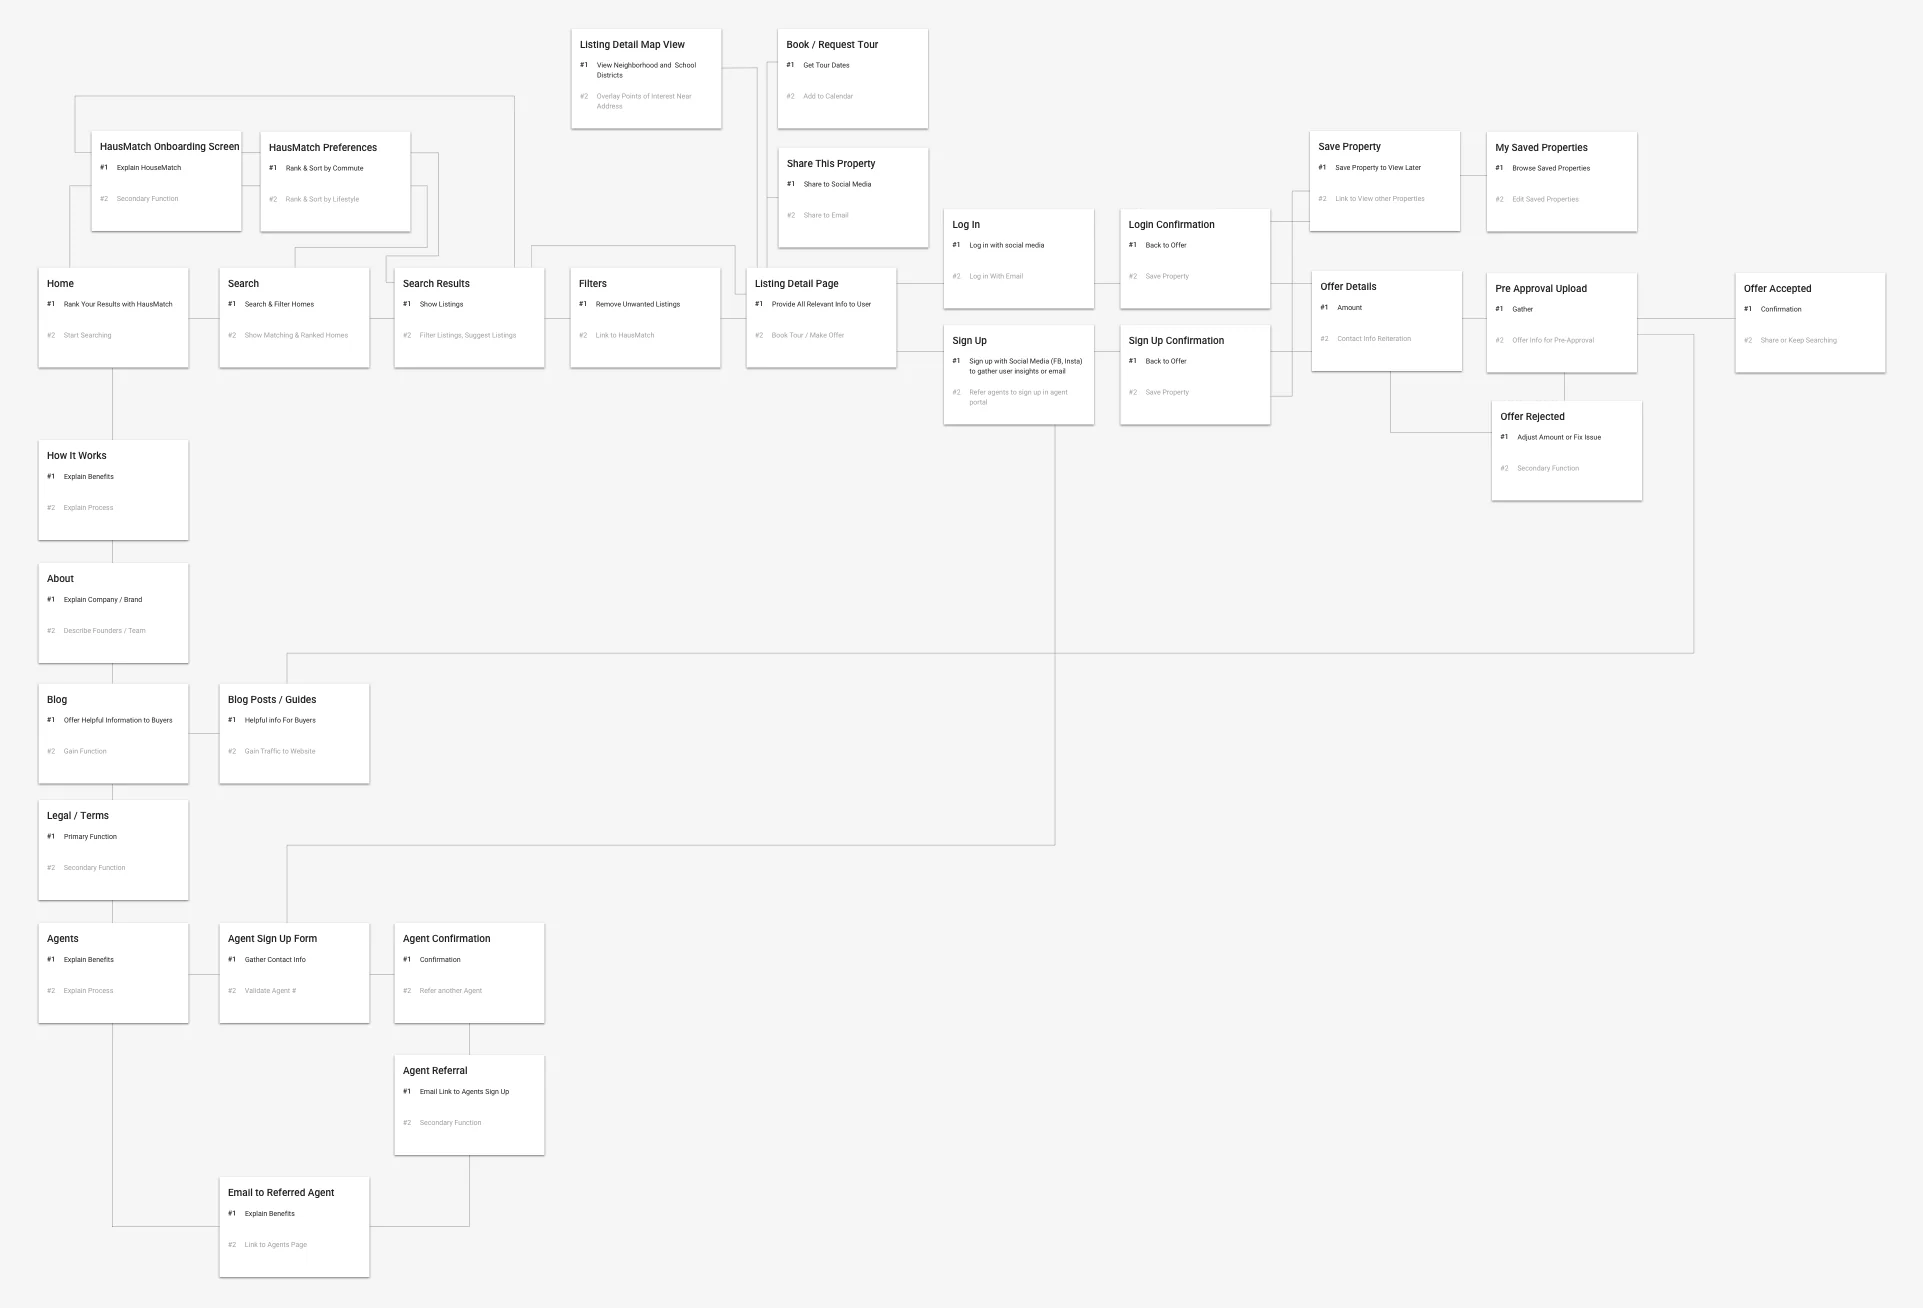 Listing Detail Map View
#1 View Neighborhood and School
Districts
#2 Overlay Points of Interest Near
Address
Book / Request Tour
#1 Get Tour Dates
#2 Add to Calendar
HausMatch Onboarding Screen
#1 Explain HouseMatch
#2 Secondary Function
HausMatch Preferences
#1 Rank & Sort by Commute
#2 Rank & Sort by Lifestyle
Share This Property
#1 Share to Social Media
#2 Share to Email
Save Property
#1 Save Property to View Later
#2 Link to View other Properties
My Saved Properties
#1 Browse Saved Properties
#2 Edit Saved Properties
Log In
#1 Log in with social media
#2 Log in With Email
Login Confirmation
#1 Back to Offer
#2 Save Property
Home
#1 Rank Your Results with HausMatch
#2 Start Searching
Search
#1 Search & Filter Homes
#2 Show Matching & Ranked Homes
Search Results
#1 Show Listings
#2 Filter Listings, Suggest Listings
Filters
#1 Remove Unwanted Listings
#2 Link to HausMatch
Listing Detail Page
#1 Provide All Relevant Info to User
#2 Book Tour / Make Offer
Offer Details
#1 Amount
#2 Contact Info Reiteration
Pre Approval Upload
#1 Gather
#2 Offer Info for Pre-Approval
Offer Accepted
#1 Confirmation
#2 Share or Keep Searching
Sign Up
#1 Sign up with Social Media (FB, Insta)
to gather user insights or email
#2 Refer agents to sign up in agent
portal
Sign Up Confirmation
#1 Back to Offer
#2 Save Property
Offer Rejected
#1 Adjust Amount or Fix Issue
#2 Secondary Function
How It Works
#1 Explain Benefits
#2 Explain Process
About
#1 Explain Company / Brand
#2 Describe Founders / Team
Blog
#1 Offer Helpful Information to Buyers
#2 Gain Function
Blog Posts / Guides
#1 Helpful info For Buyers
#2 Gain Traffic to Website
Legal / Terms
#1 Primary Function
#2 Secondary Function
Agents
#1 Explain Benefits
#2 Explain Process
Agent Sign Up Form
#1 Gather Contact Info
#2 Validate Agent #
Agent Confirmation
#1 Confirmation
#2 Refer another Agent
Agent Referral
#1 Email Link to Agents Sign Up
#2 Secondary Function
Email to Referred Agent
#1 Explain Benefits
#2 Link to Agents Page